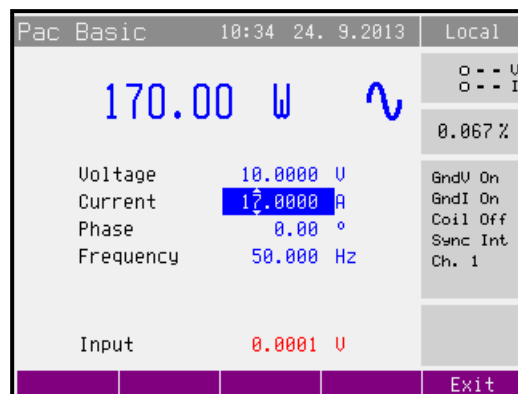 Pac Basic 10:34 24. 9.2013 Local
o-- V
o-- I
170.00 W
0.067 %
Voltage 10.0000 V
Current 17.0000 A
Phase 0.00 °
Frequency 50.000 Hz
GndV On
GndI On
Coil Off
Sync Int
Ch. 1
Input 0.0001 V
Exit